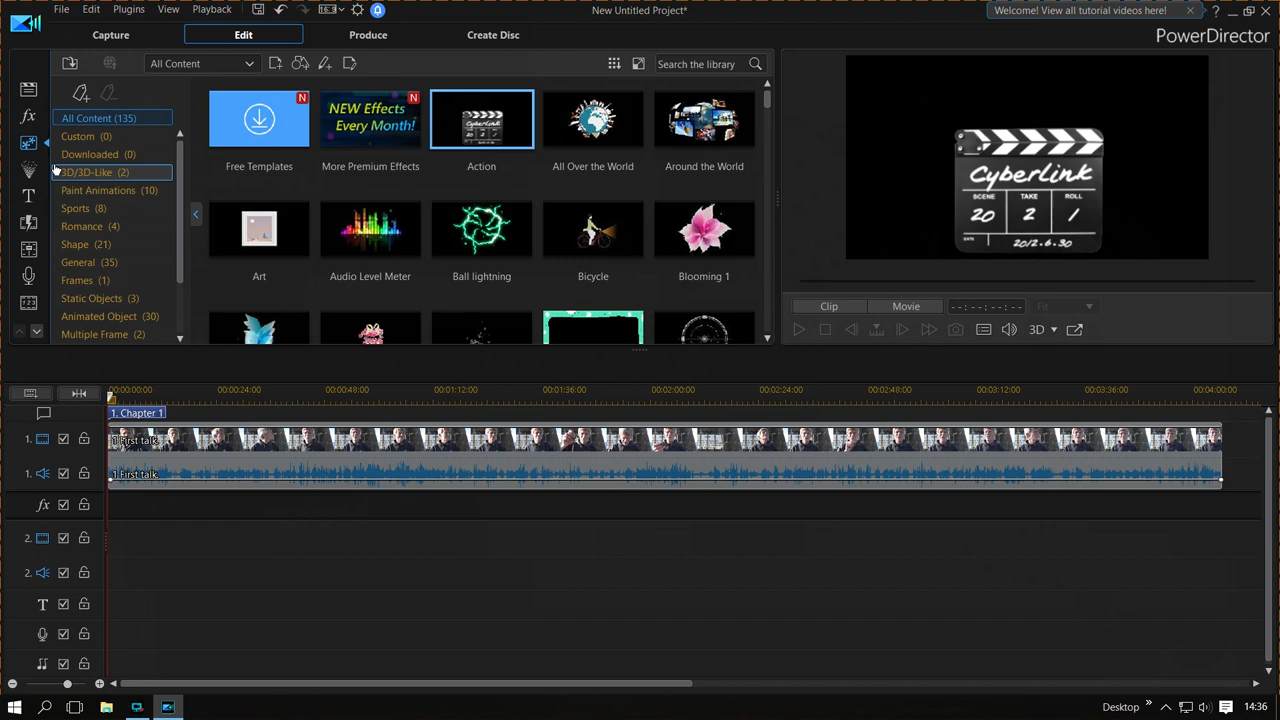 File Edit Plugins View Playback
New Untitled Project*
Welcome! View all tutorial videos here!
Capture Edit Produce Create Disc
PowerDirector
All Content
Search the library
All Content (135)
Custom (0)
Downloaded (0)
3D/3D-Like (2)
Paint Animations (10)
Sports (8)
Romance (4)
Shape (21)
General (35)
Frames (1)
Static Objects (3)
Animated Object (30)
Multiple Frame (2)
N
NEW Effects
Every Month!
N
Free Templates
More Premium Effects
Action
All Over the World
Around the World
Art
Audio Level Meter
Ball lightning
Bicycle
Blooming 1
CyberLink
SCENE TAKE ROLL
20 2 1
DATE 2012.6.30
Clip Movie --:--:--:-- Fit
3D
00:00:00:00 00:00:24:00 00:00:48:00 00:01:12:00 00:01:36:00 00:02:00:00 00:02:24:00 00:02:48:00 00:03:12:00 00:03:36:00 00:04:00:00
1. Chapter 1
1. 1 First talk
1. 1 First talk
fx
2.
2.
T
Desktop
14:36